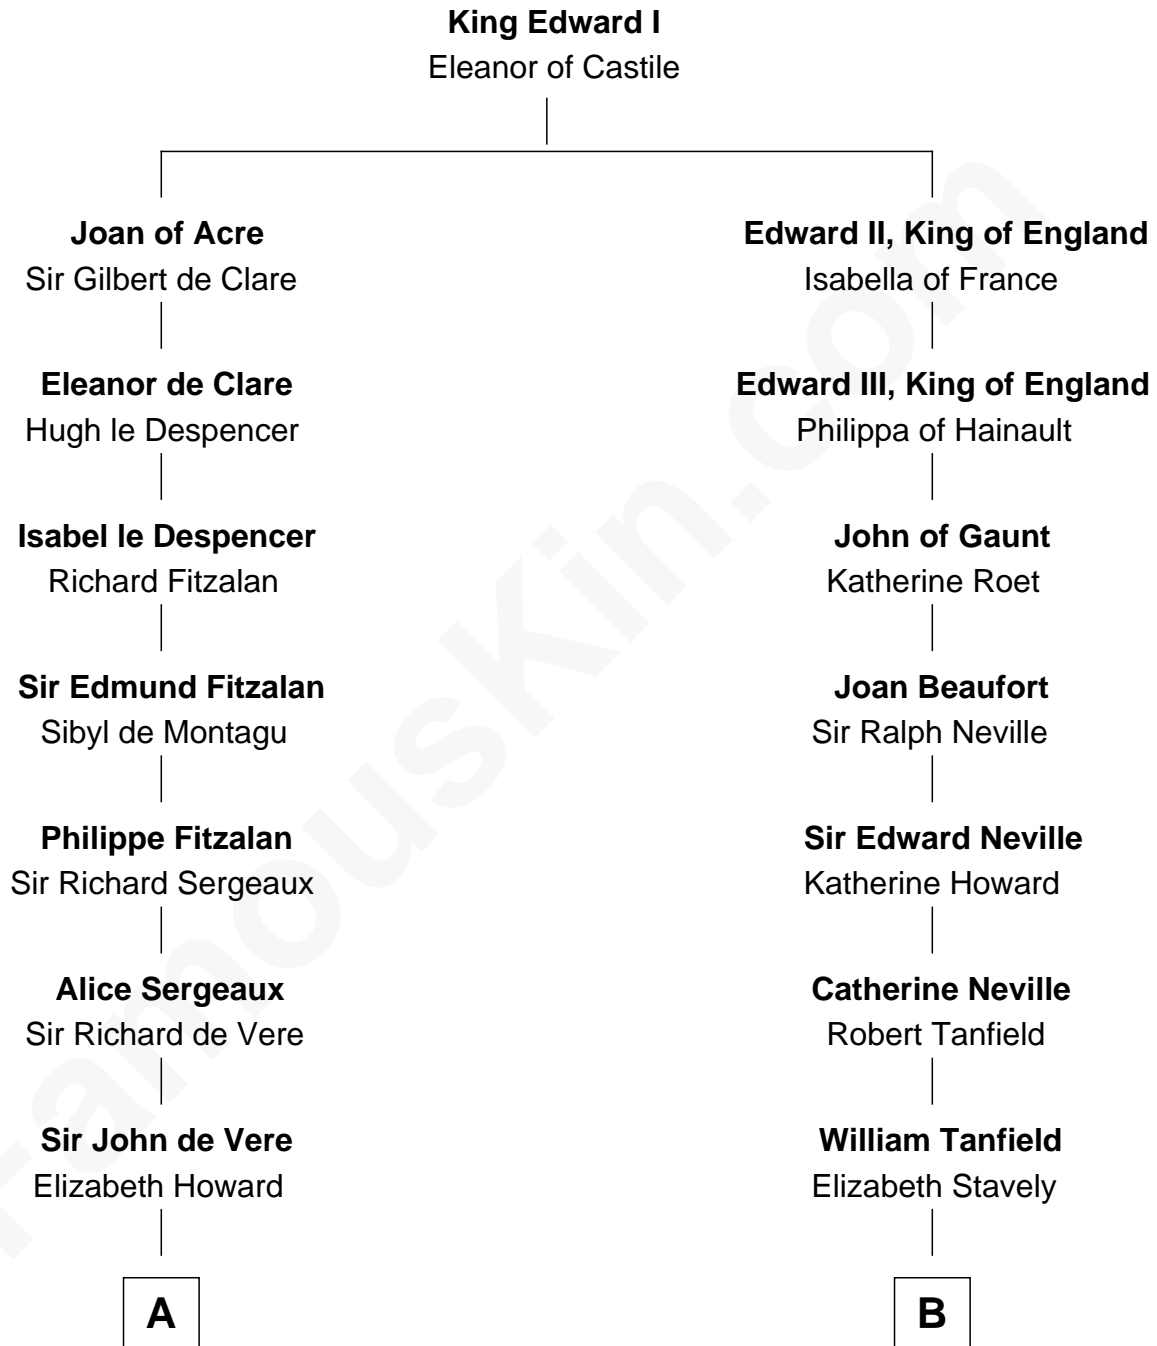 King Edward I
Eleanor of Castile
Joan of Acre
Sir Gilbert de Clare
Edward II, King of England
Isabella of France
Eleanor de Clare
Hugh le Despencer
Edward III, King of England
Philippa of Hainault
Isabel le Despencer
Richard Fitzalan
John of Gaunt
Katherine Roet
Sir Edmund Fitzalan
Sibyl de Montagu
Joan Beaufort
Sir Ralph Neville
Philippe Fitzalan
Sir Richard Sergeaux
Sir Edward Neville
Katherine Howard
Alice Sergeaux
Sir Richard de Vere
Catherine Neville
Robert Tanfield
Sir John de Vere
Elizabeth Howard
William Tanfield
Elizabeth Stavely
A
B
FamousKin.com